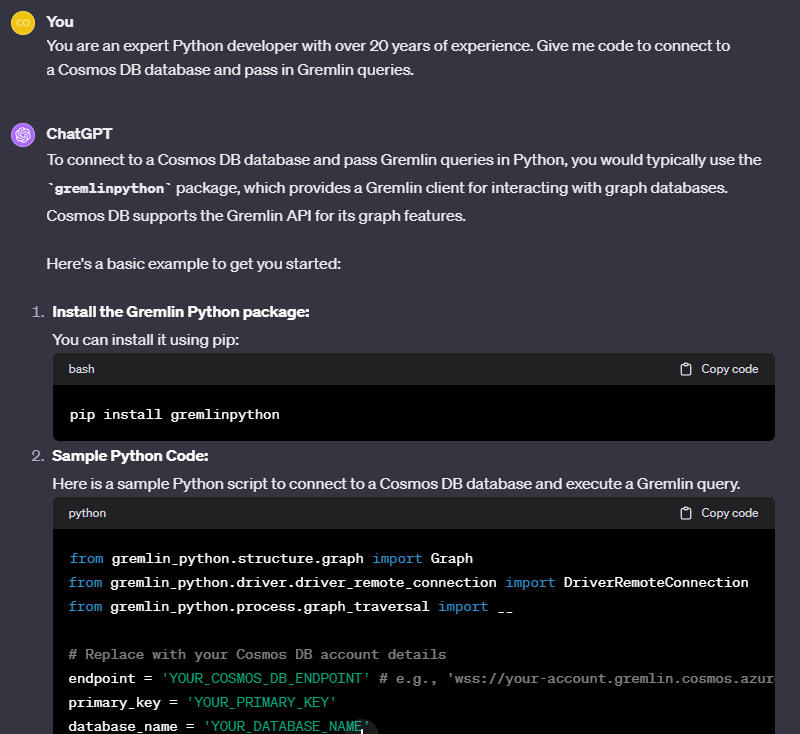 CO
You
You are an expert Python developer with over 20 years of experience. Give me code to connect to
a Cosmos DB database and pass in Gremlin queries.
ChatGPT
To connect to a Cosmos DB database and pass Gremlin queries in Python, you would typically use the
`gremlinpython` package, which provides a Gremlin client for interacting with graph databases.
Cosmos DB supports the Gremlin API for its graph features.
Here's a basic example to get you started:
1. Install the Gremlin Python package:
You can install it using pip:
bash Copy code
pip install gremlinpython
2. Sample Python Code:
Here is a sample Python script to connect to a Cosmos DB database and execute a Gremlin query.
python Copy code
from gremlin_python.structure.graph import Graph
from gremlin_python.driver.driver_remote_connection import DriverRemoteConnection
from gremlin_python.process.graph_traversal import __
# Replace with your Cosmos DB account details
endpoint = 'YOUR_COSMOS_DB_ENDPOINT' # e.g., 'wss://your-account.gremlin.cosmos.azur
primary_key = 'YOUR_PRIMARY_KEY'
database_name = 'YOUR_DATABASE_NAME'